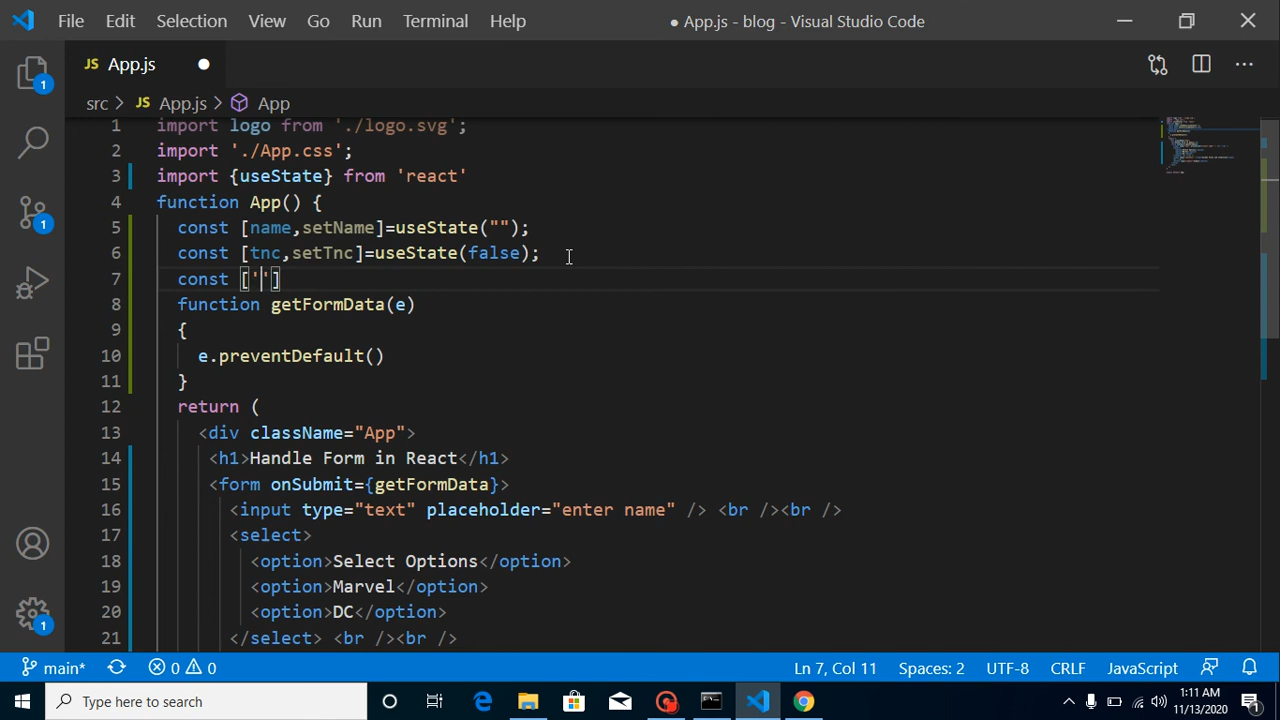 File Edit Selection View Go Run Terminal Help ● App.js - blog - Visual Studio Code
JS App.js ●
src > JS App.js > App
1 import logo from './logo.svg';
2 import './App.css';
3 import {useState} from 'react'
4 function App() {
5 const [name,setName]=useState("");
6 const [tnc,setTnc]=useState(false);
7 const ['']
8 function getFormData(e)
9 {
10 e.preventDefault()
11 }
12 return (
13 <div className="App">
14 <h1>Handle Form in React</h1>
15 <form onSubmit={getFormData}>
16 <input type="text" placeholder="enter name" /> <br /><br />
17 <select>
18 <option>Select Options</option>
19 <option>Marvel</option>
20 <option>DC</option>
21 </select> <br /><br />
1
1
1
main* 0 0 Ln 7, Col 11 Spaces: 2 UTF-8 CRLF JavaScript
Type here to search
1:11 AM
11/13/2020
1